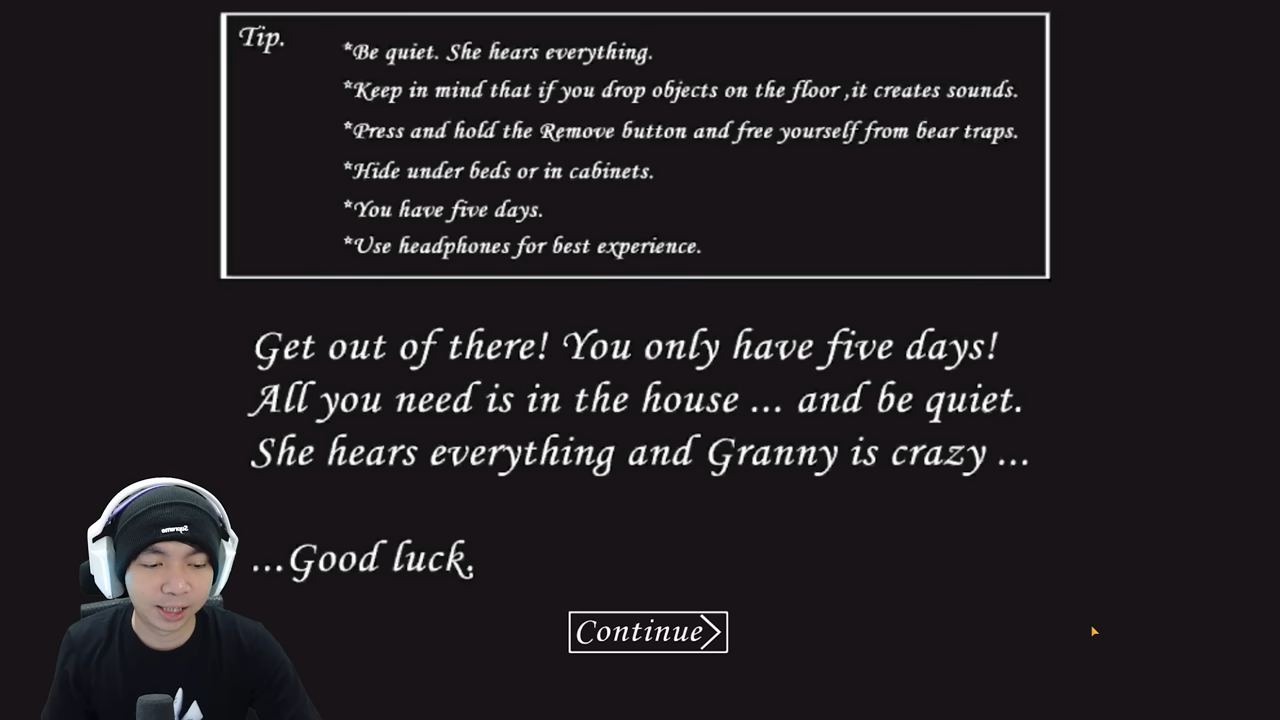 Tip.
*Be quiet. She hears everything.
*Keep in mind that if you drop objects on the floor ,it creates sounds.
*Press and hold the Remove button and free yourself from bear traps.
*Hide under beds or in cabinets.
*You have five days.
*Use headphones for best experience.
Get out of there! You only have five days!
All you need is in the house ... and be quiet.
She hears everything and Granny is crazy ...
...Good luck.
Continue
Supreme